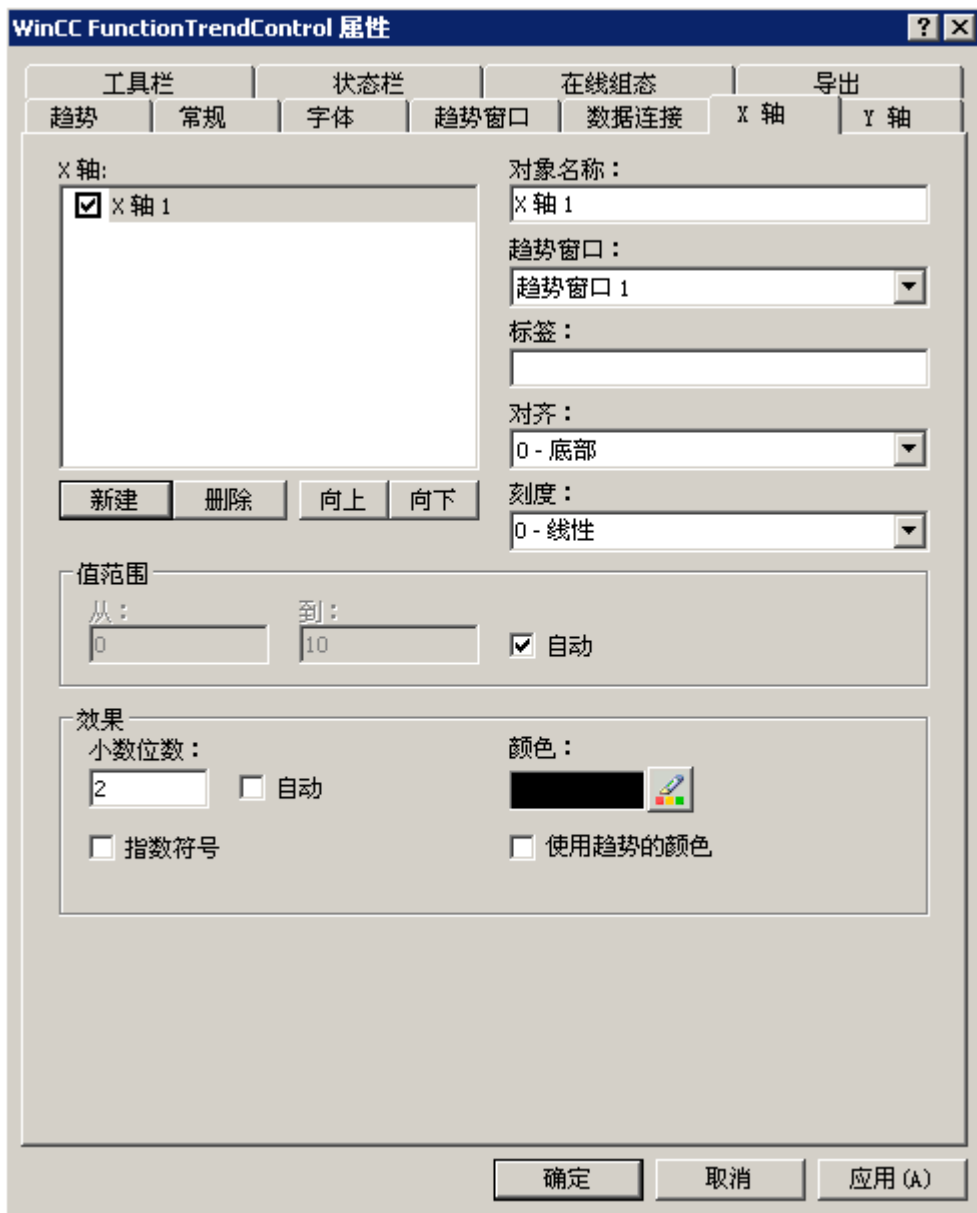 WinCC FunctionTrendControl 属性
工具栏 状态栏 在线组态 导出
趋势 常规 字体 趋势窗口 数据连接 X 轴 Y 轴
X 轴:
X 轴 1
新建 删除 向上 向下
对象名称：
X 轴 1
趋势窗口：
趋势窗口 1
标签：
对齐：
0 - 底部
刻度：
0 - 线性
值范围
从： 到：
0 10 自动
效果
小数位数：
2 自动
指数符号
颜色：
使用趋势的颜色
确定 取消 应用(A)